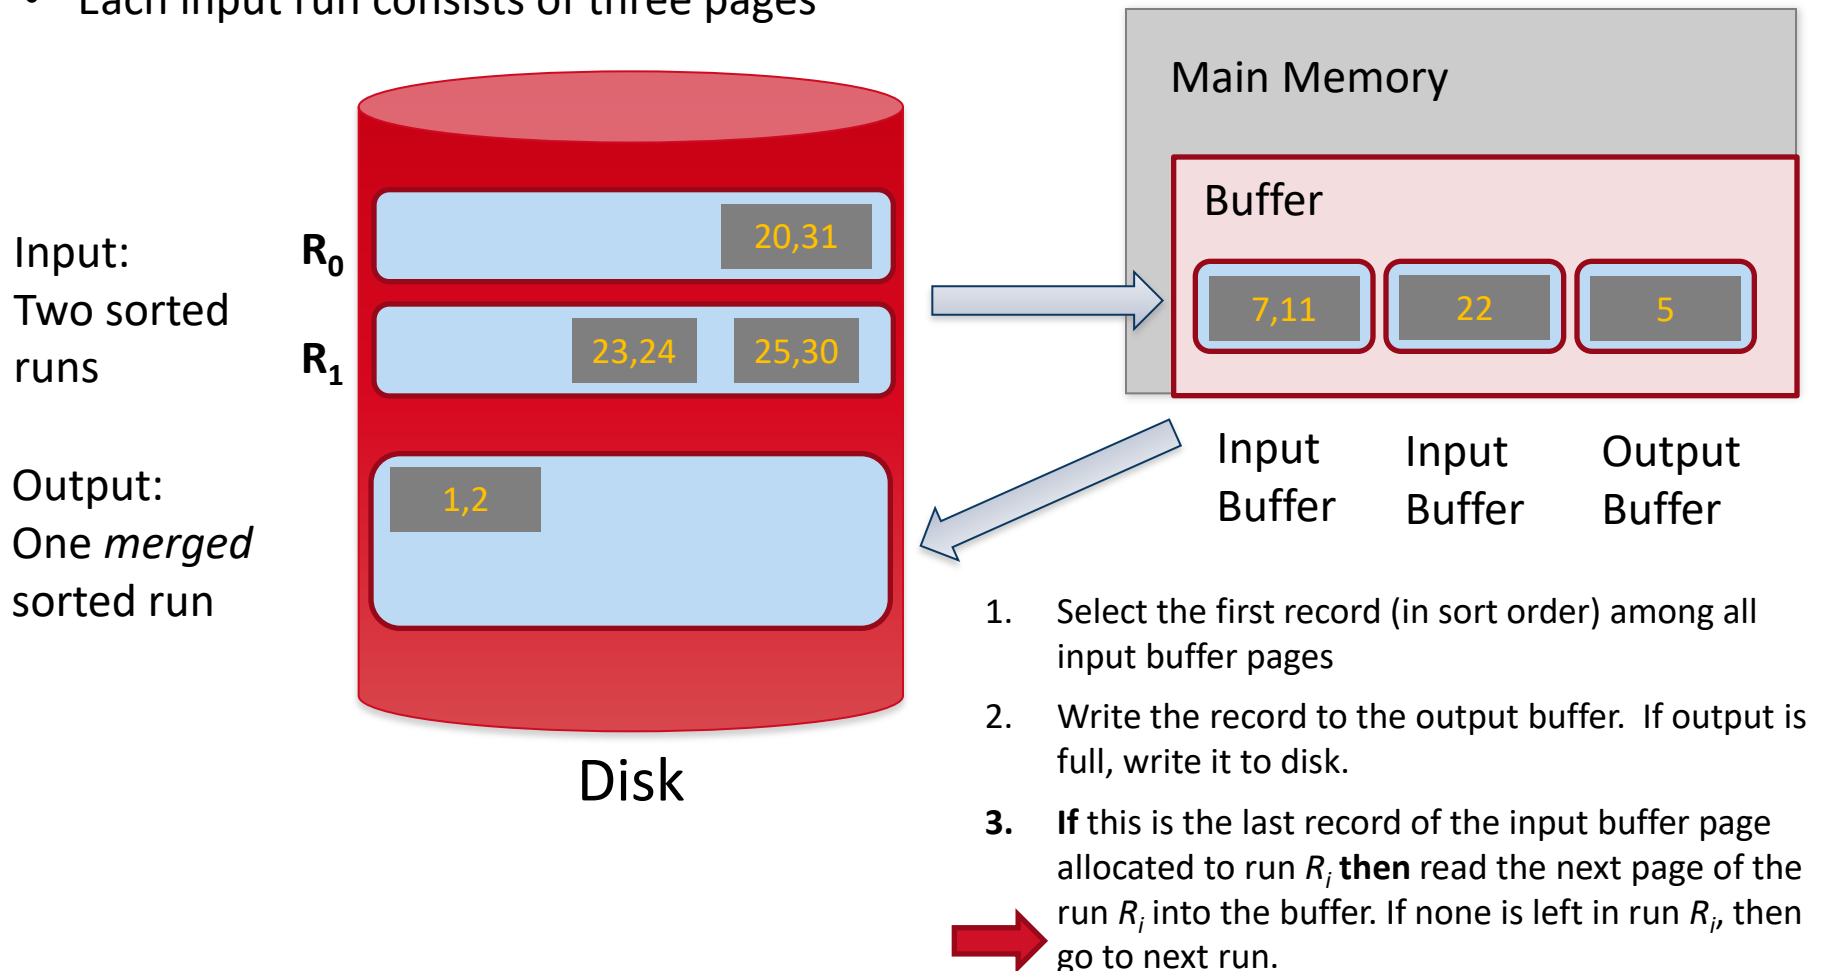 • Each input run consists of three pages
Main Memory
Buffer
Input:
Two sorted
runs
R0
20,31
R1
23,24
25,30
7,11
22
5
Input
Buffer
Input
Buffer
Output
Buffer
Output:
One merged
sorted run
1,2
Disk
1. Select the first record (in sort order) among all
input buffer pages
2. Write the record to the output buffer. If output is
full, write it to disk.
3. If this is the last record of the input buffer page
allocated to run Ri then read the next page of the
run Ri into the buffer. If none is left in run Ri, then
go to next run.